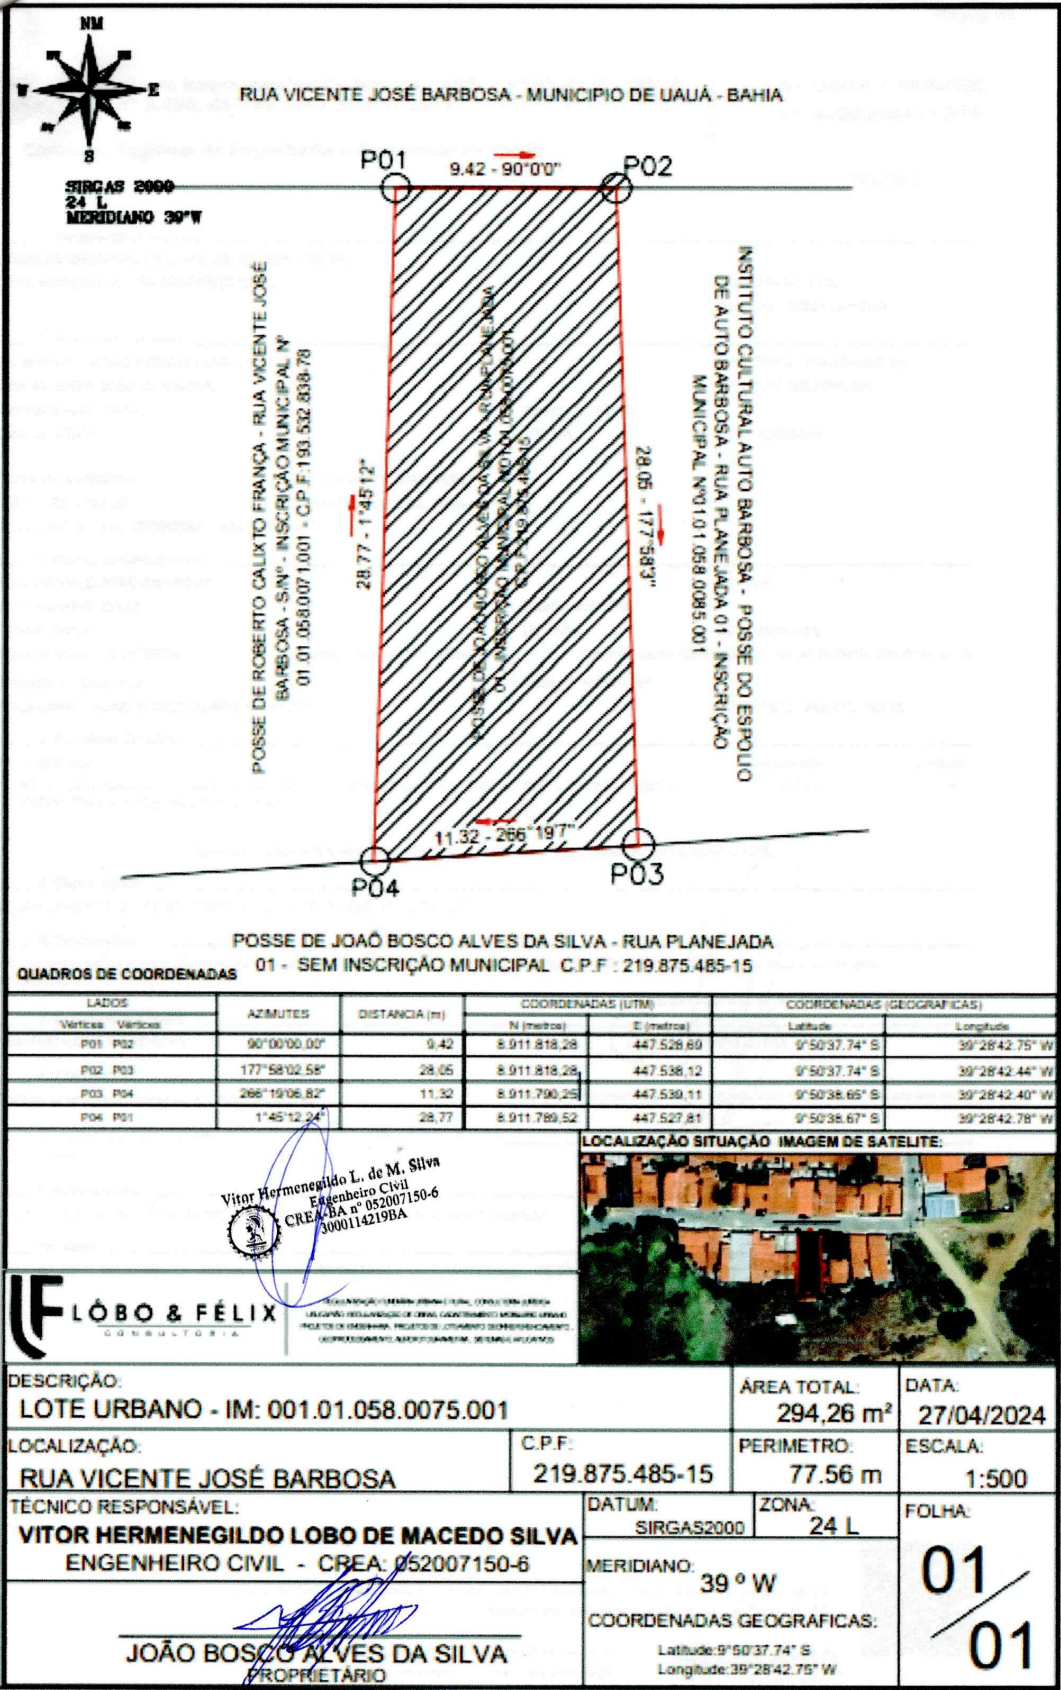 NM
W
E
S
SIRGAS 2000
24 L
MERIDIANO 39°W
RUA VICENTE JOSÉ BARBOSA - MUNICIPIO DE UAUÁ - BAHIA
P01
9.42 - 90°0'0"
P02
POSSE DE ROBERTO CALIXTO FRANÇA - RUA VICENTE JOSÉ
BARBOSA - S/Nº - INSCRIÇÃO MUNICIPAL Nº
01.01.058.0071.001 - C.P.F:193.532.838-78
28.77 - 1°45'12"
POSSE DE JOÃO BOSCO ALVES DA SILVA - RUA PLANEJADA
28.05 - 177°58'3"
INSTITUTO CULTURAL AUTO BARBOSA - POSSE DO ESPOLIO
DE AUTO BARBOSA - RUA PLANEJADA 01 - INSCRIÇÃO
MUNICIPAL Nº01.01.058.0085.001
11.32 - 266°19'7"
P04
P03
POSSE DE JOAÕ BOSCO ALVES DA SILVA - RUA PLANEJADA
01 - SEM INSCRIÇÃO MUNICIPAL C.P.F : 219.875.485-15
QUADROS DE COORDENADAS
LADOS AZIMUTES DISTANCIA (m) COORDENADAS (UTM) COORDENADAS (GEOGRAFICAS)
Vértices Vértices N (metros) E (metros) Latitude Longitude
P01 P02 90°00'00,00" 9,42 8.911.818,28 447.528,69 9°50'37.74" S 39°28'42.75" W
P02 P03 177°58'02,58" 28,05 8.911.818,28 447.538,12 9°50'37.74" S 39°28'42.44" W
P03 P04 266°19'06,82" 11,32 8.911.790,25 447.539,11 9°50'38.65" S 39°28'42.40" W
P04 P01 1°45'12,24" 28,77 8.911.789,52 447.527,81 9°50'38.67" S 39°28'42.78" W
Vitor Hermenegildo L. de M. Silva
Engenheiro Civil
CREA-BA nº 052007150-6
3000114219BA
LOCALIZAÇÃO SITUAÇÃO IMAGEM DE SATELITE:
LF LÔBO & FÉLIX
CONSULTORIA
DESCRIÇÃO:
LOTE URBANO - IM: 001.01.058.0075.001
ÁREA TOTAL:
294,26 m²
DATA:
27/04/2024
LOCALIZAÇÃO:
RUA VICENTE JOSÉ BARBOSA
C.P.F:
219.875.485-15
PERIMETRO:
77.56 m
ESCALA:
1:500
TÉCNICO RESPONSÁVEL:
VITOR HERMENEGILDO LOBO DE MACEDO SILVA
ENGENHEIRO CIVIL - CREA: 052007150-6
DATUM:
SIRGAS2000
ZONA:
24 L
FOLHA:
01
01
MERIDIANO:
39 º W
COORDENADAS GEOGRAFICAS:
Latitude:9°50'37.74" S
Longitude:39°28'42.75" W
JOÃO BOSCO ALVES DA SILVA
PROPRIETÁRIO